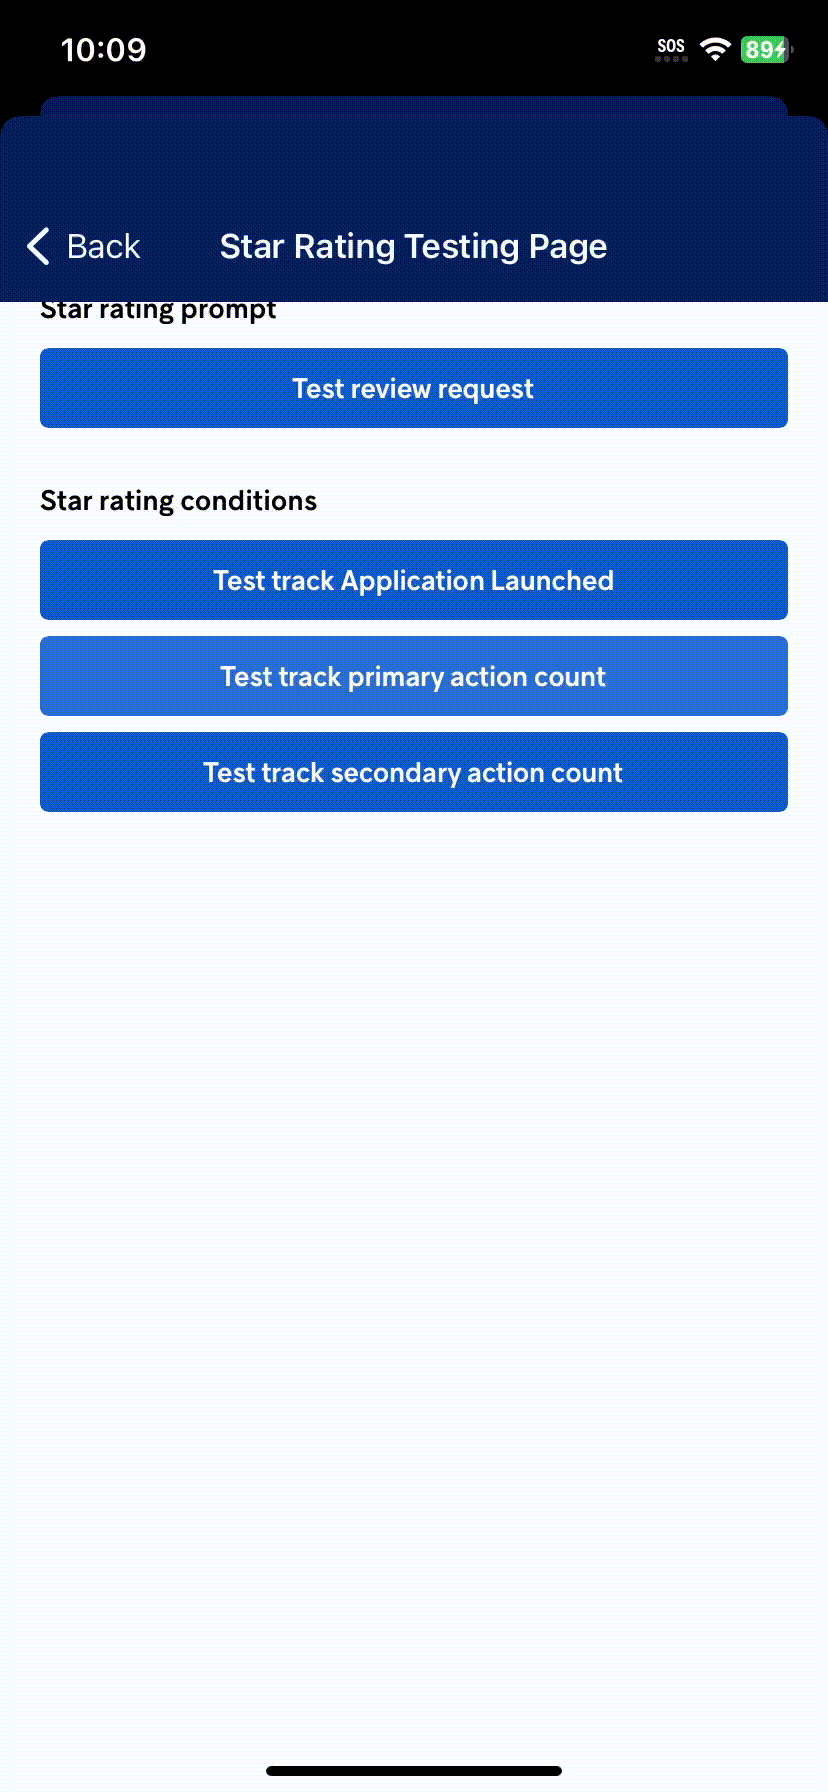 10:09
SOS
89
Back
Star Rating Testing Page
Star rating prompt
Test review request
Star rating conditions
Test track Application Launched
Test track primary action count
Test track secondary action count